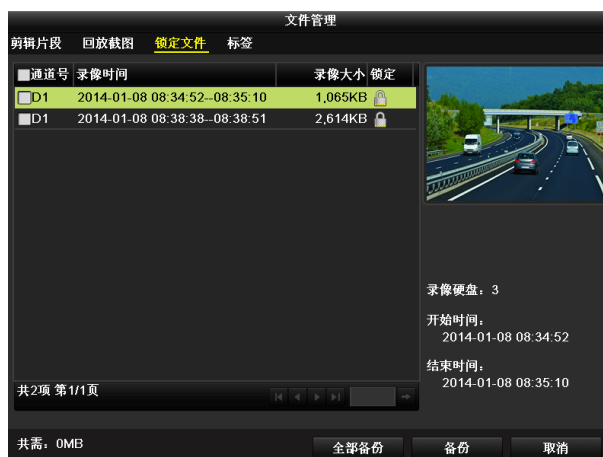 文件管理
剪辑片段 回放截图 锁定文件 标签
通道号 录像时间 录像大小 锁定
D1 2014-01-08 08:34:52--08:35:10 1,065KB
D1 2014-01-08 08:38:38--08:38:51 2,614KB
录像硬盘：3
开始时间：
2014-01-08 08:34:52
结束时间：
2014-01-08 08:35:10
共2项 第1/1页
共需：0MB 全部备份 备份 取消